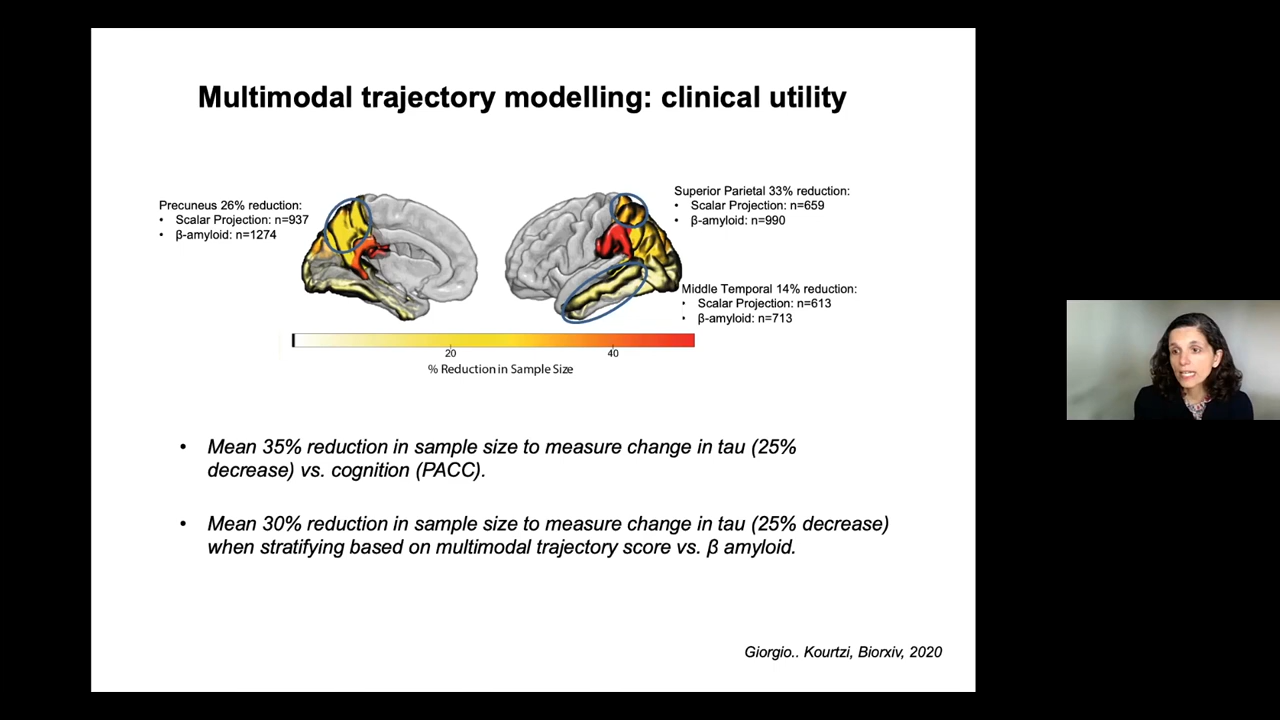 Multimodal trajectory modelling: clinical utility
Precuneus 26% reduction:
• Scalar Projection: n=937
• β-amyloid: n=1274
Superior Parietal 33% reduction:
• Scalar Projection: n=659
• β-amyloid: n=990
Middle Temporal 14% reduction:
• Scalar Projection: n=613
• β-amyloid: n=713
20 40
% Reduction in Sample Size
• Mean 35% reduction in sample size to measure change in tau (25%
decrease) vs. cognition (PACC).
• Mean 30% reduction in sample size to measure change in tau (25% decrease)
when stratifying based on multimodal trajectory score vs. β amyloid.
Giorgio.. Kourtzi, Biorxiv, 2020